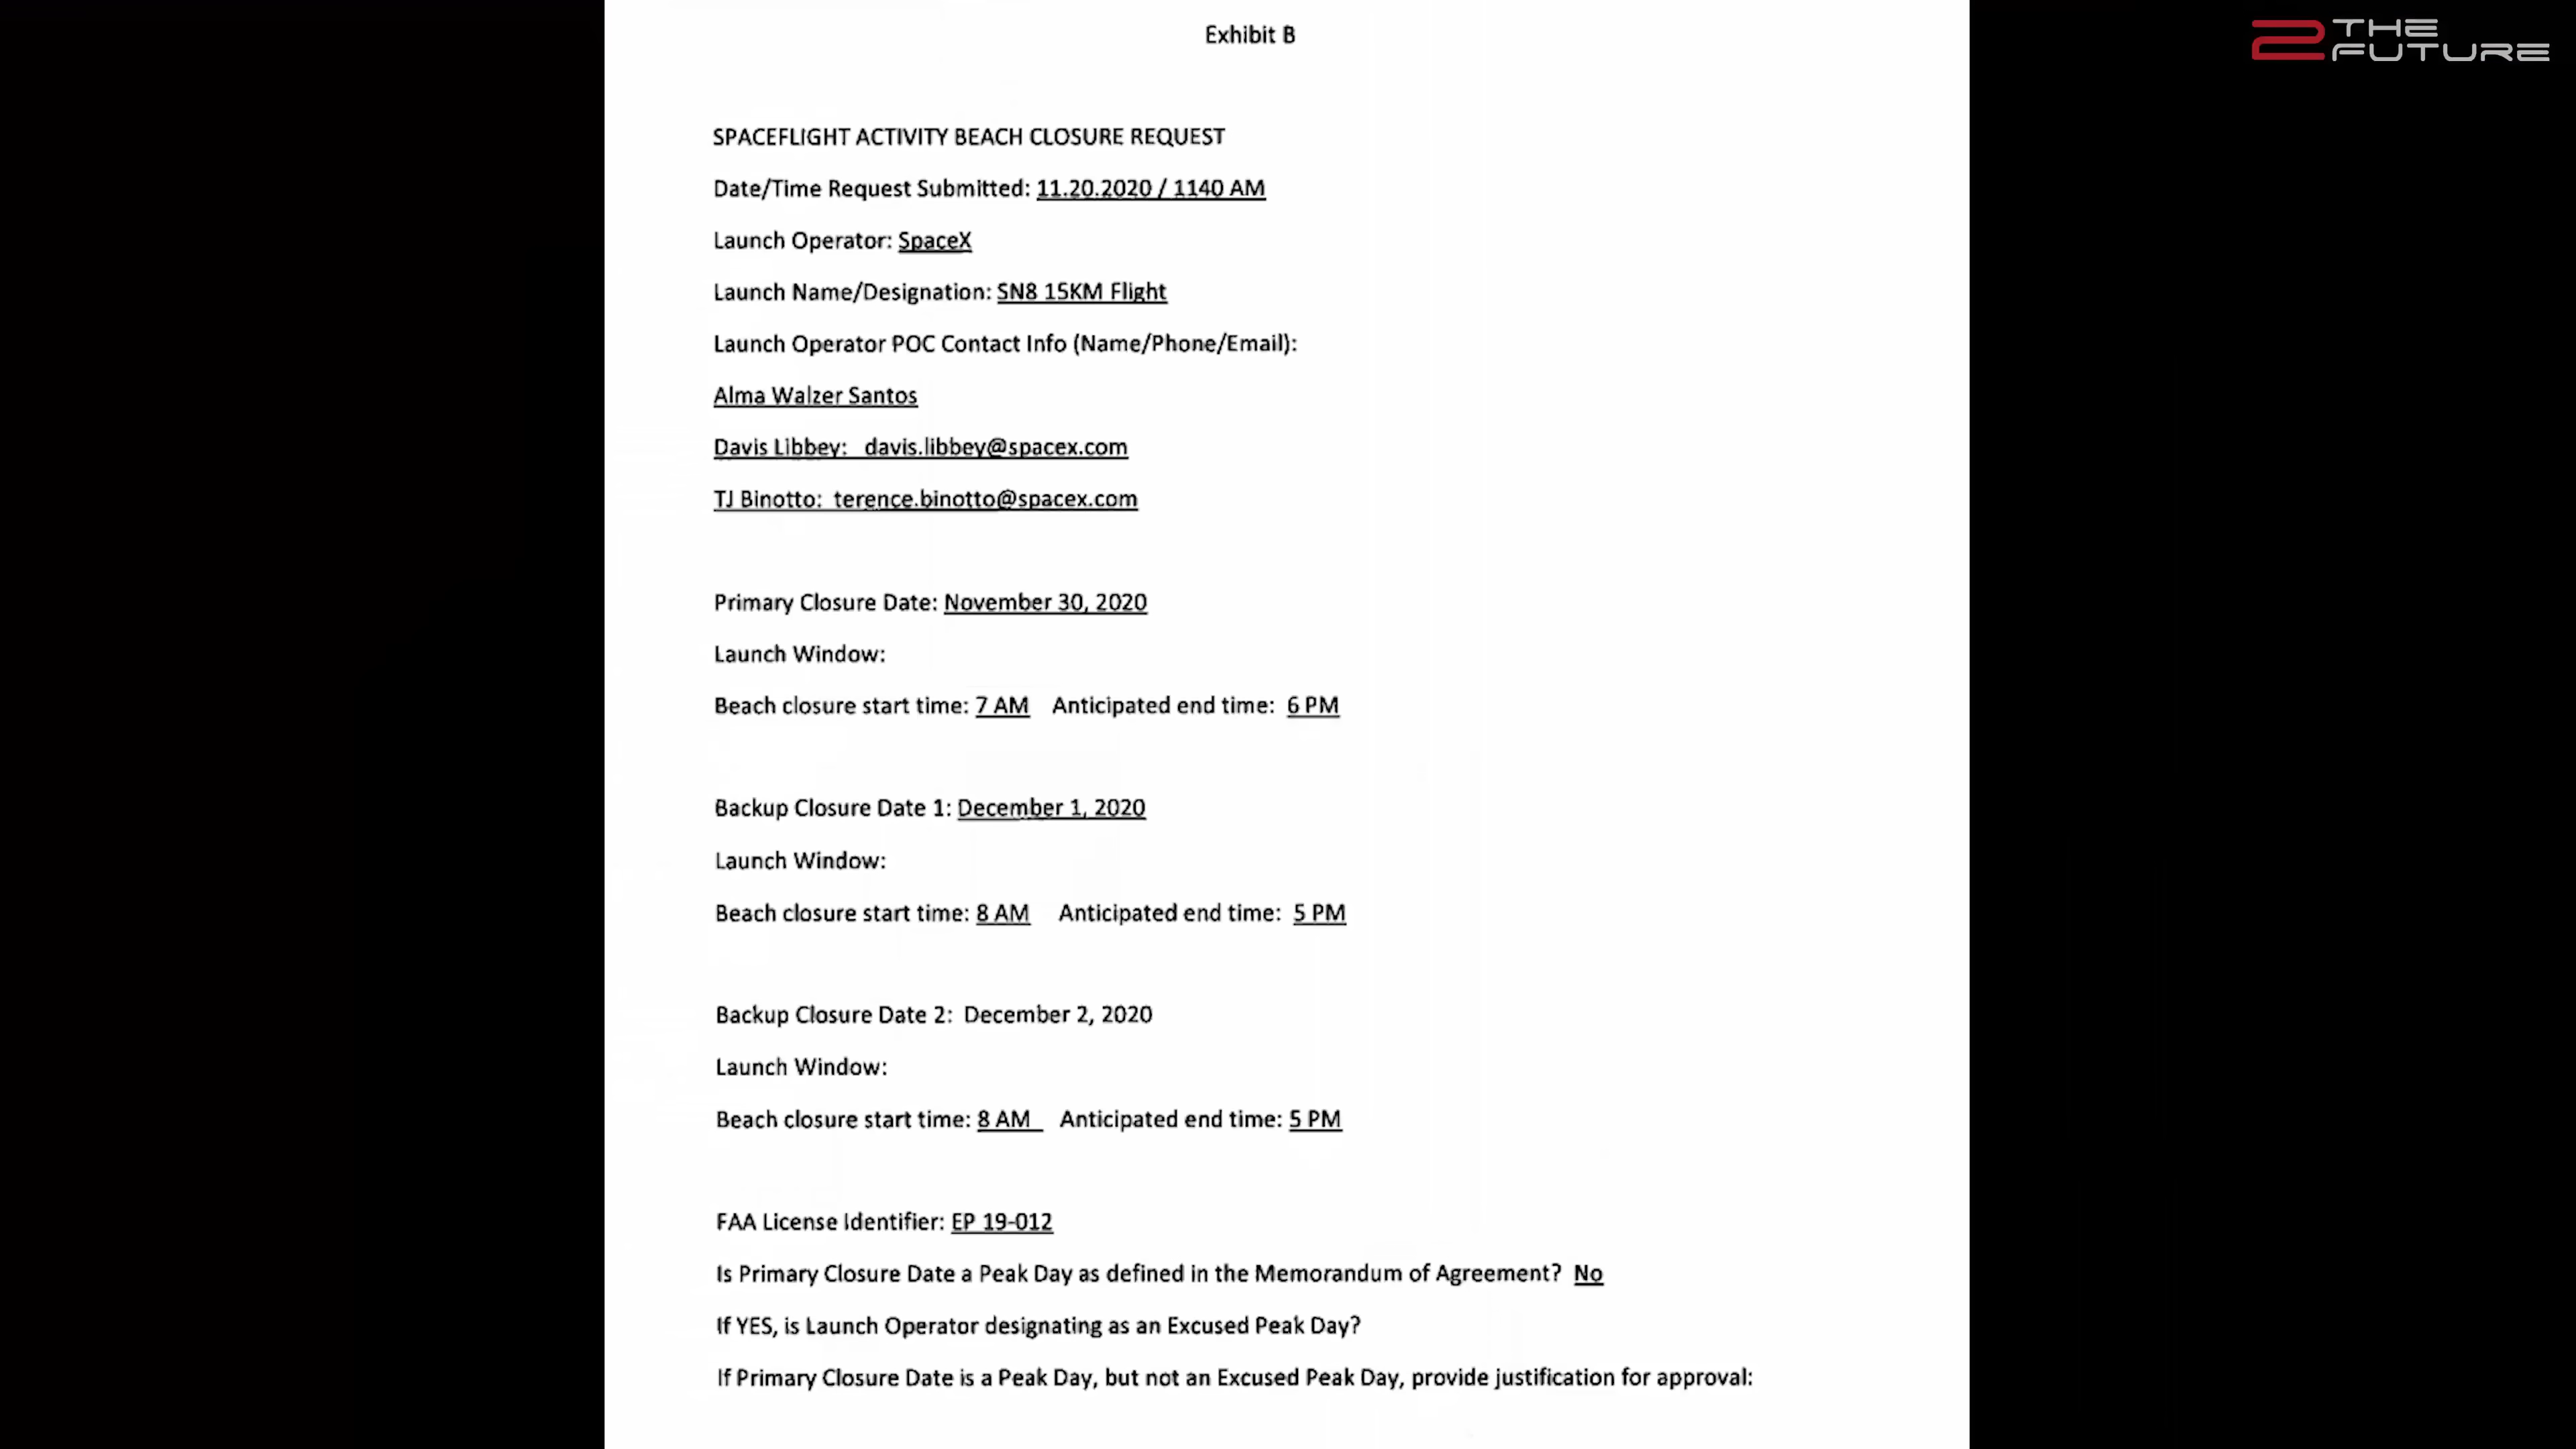 Exhibit B
2 THE
FUTURE
SPACEFLIGHT ACTIVITY BEACH CLOSURE REQUEST
Date/Time Request Submitted: 11.20.2020 / 1140 AM
Launch Operator: SpaceX
Launch Name/Designation: SN8 15KM Flight
Launch Operator POC Contact Info (Name/Phone/Email):
Alma Walzer Santos
Davis Libbey: davis.libbey@spacex.com
TJ Binotto: terence.binotto@spacex.com
Primary Closure Date: November 30, 2020
Launch Window:
Beach closure start time: 7 AM Anticipated end time: 6 PM
Backup Closure Date 1: December 1, 2020
Launch Window:
Beach closure start time: 8 AM Anticipated end time: 5 PM
Backup Closure Date 2: December 2, 2020
Launch Window:
Beach closure start time: 8 AM Anticipated end time: 5 PM
FAA License Identifier: EP 19-012
Is Primary Closure Date a Peak Day as defined in the Memorandum of Agreement? No
If YES, is Launch Operator designating as an Excused Peak Day?
If Primary Closure Date is a Peak Day, but not an Excused Peak Day, provide justification for approval: